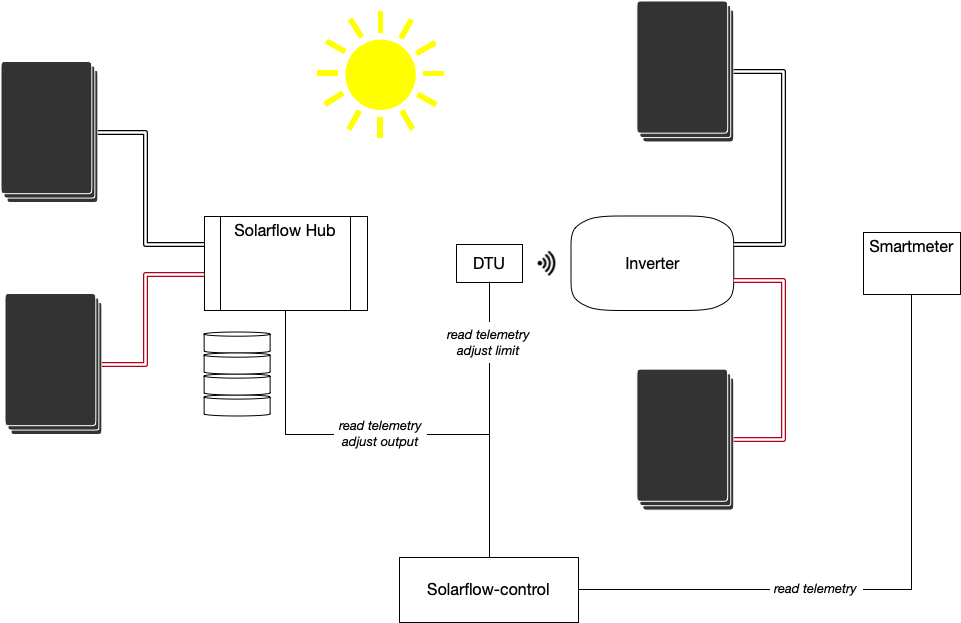 Solarflow Hub
DTU
Inverter
Smartmeter
read telemetry
adjust limit
read telemetry
adjust output
Solarflow-control
read telemetry